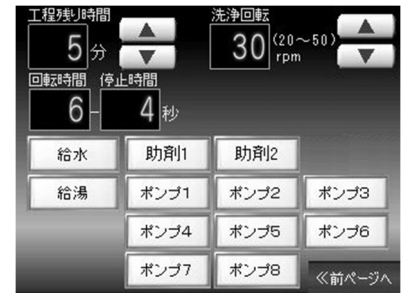 工程残り時間 洗浄回転
5分 30 (20～50) rpm
回転時間 停止時間
6 - 4秒
給水 助剤1 助剤2
給湯 ポンプ1 ポンプ2 ポンプ3
ポンプ4 ポンプ5 ポンプ6
ポンプ7 ポンプ8 ≪前ページへ